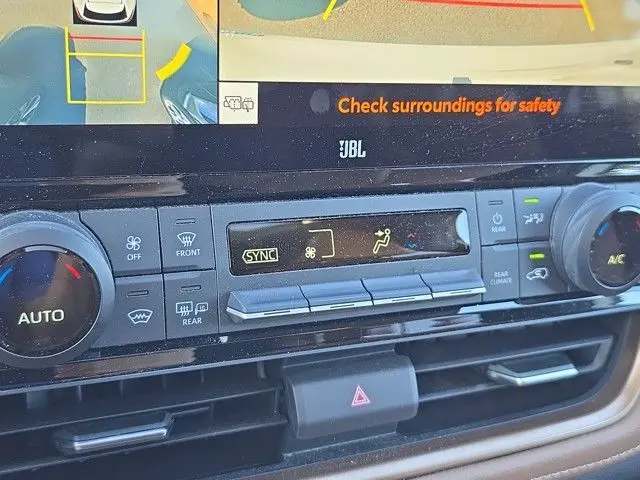 Check surroundings for safety
JBL
OFF
FRONT
SYNC
REAR
A/C
AUTO
REAR
REAR
CLIMATE